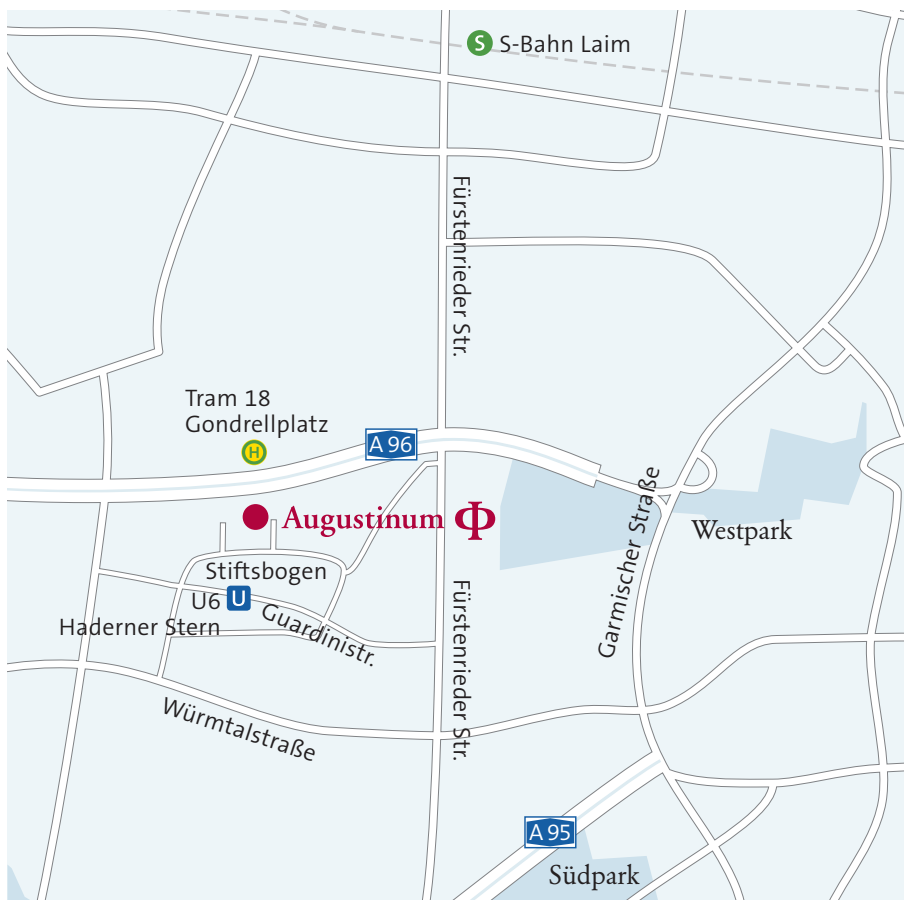 S S-Bahn Laim
Fürstenrieder Str.
Tram 18
Gondrellplatz
H
A 96
Augustinum Φ
Garmischer Straße
Westpark
Stiftsbogen
U6 U
Haderner Stern
Guardinistr.
Fürstenrieder Str.
Würmtalstraße
A 95
Südpark